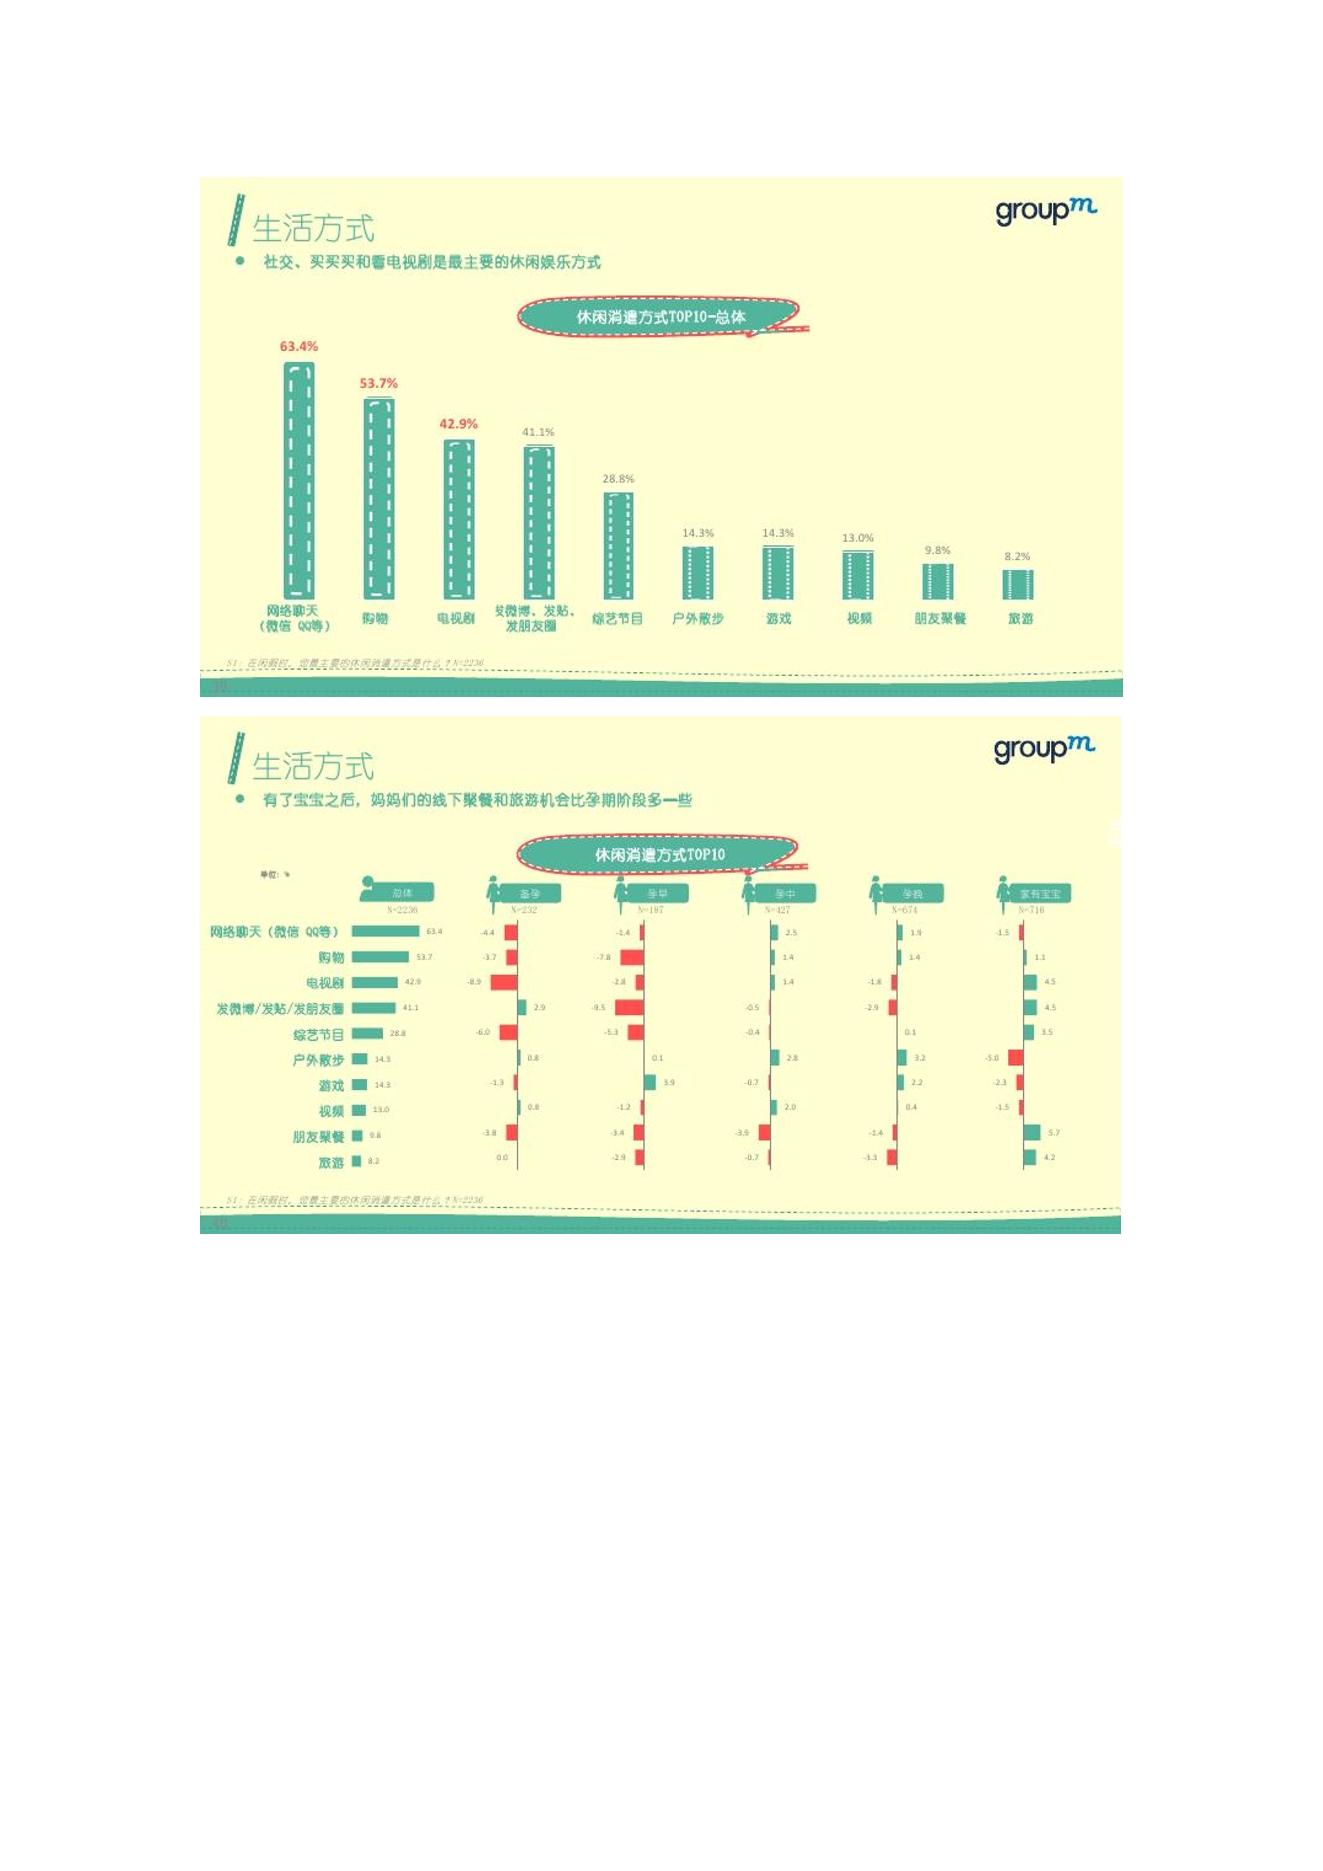 生活方式
groupm
● 社交、买买买和看电视剧是最主要的休闲娱乐方式
休闲消遣方式TOP10-总体
63.4%
53.7%
42.9%
41.1%
28.8%
14.3%
14.3%
13.0%
9.8%
8.2%
网络聊天
（微信 QQ等）
购物
电视剧
发微博、发贴、
发朋友圈
综艺节目
户外散步
游戏
视频
朋友聚餐
旅游
S1: 在闲暇时，您最主要的休闲消遣方式是什么？N=2236
生活方式
groupm
● 有了宝宝之后，妈妈们的线下聚餐和旅游机会比孕期阶段多一些
休闲消遣方式TOP10
单位：%
总体 备孕 孕早 孕中 孕晚 家有宝宝
N=2236 N=232 N=187 N=427 N=674 N=716
网络聊天（微信 QQ等） 63.4 -4.4 -1.4 2.5 1.9 -1.5
购物 53.7 -3.7 -7.8 1.4 1.4 1.1
电视剧 42.9 -8.9 -2.8 1.4 -1.8 4.5
发微博/发贴/发朋友圈 41.1 2.9 -9.5 -0.5 -2.9 4.5
综艺节目 28.8 -6.0 -5.3 -0.4 0.1 3.5
户外散步 14.3 0.8 0.1 2.8 3.2 -5.0
游戏 14.3 -1.3 3.9 -0.7 2.2 -2.3
视频 13.0 0.8 -1.2 2.0 0.4 -1.5
朋友聚餐 9.8 -3.8 -3.4 -3.9 -1.4 5.7
旅游 8.2 0.0 -2.9 -0.7 -3.3 4.2
S1: 在闲暇时，您最主要的休闲消遣方式是什么？N=2236